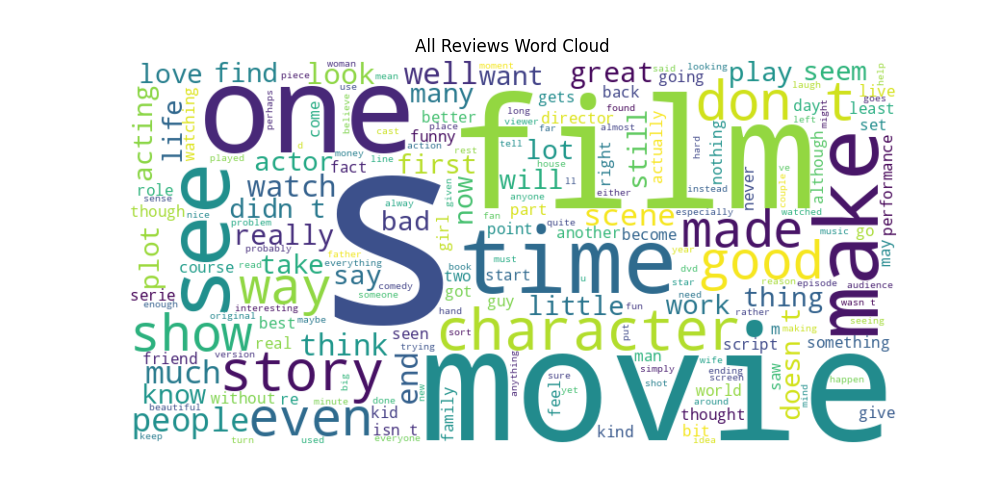 All Reviews Word Cloud
love find piece woman look well want moment great said looking going play seem help
one mean use believe perhaps come many gets back don t laugh live goes
acting life watching cast long found film day might least
better place viewer director almost left set
d funny action far tell actually hard
played money actor fact line first rest lot house right still nothing although
role sense see watch given now will ll either instead couple ve performance
though nice didn t S alway bad anyone fan part scene especially never watched make
problem really girl point quite another become made music go
plot probably father time year may
course read take everything say book two must start u good dvd reason episode audience
serie enough way someone comedy got guy star need thing wasn t
interesting hand little fun work rather
original maybe best sort character m seeing
show real think seen trying put script making something
friend version end man wife ending doesn t
much story anything simply screen saw happen
know big sure shot world mind
without re done new family feel yet movie around
beautiful minute kid thought give
people even isn t kind bit
keep turn used everyone idea